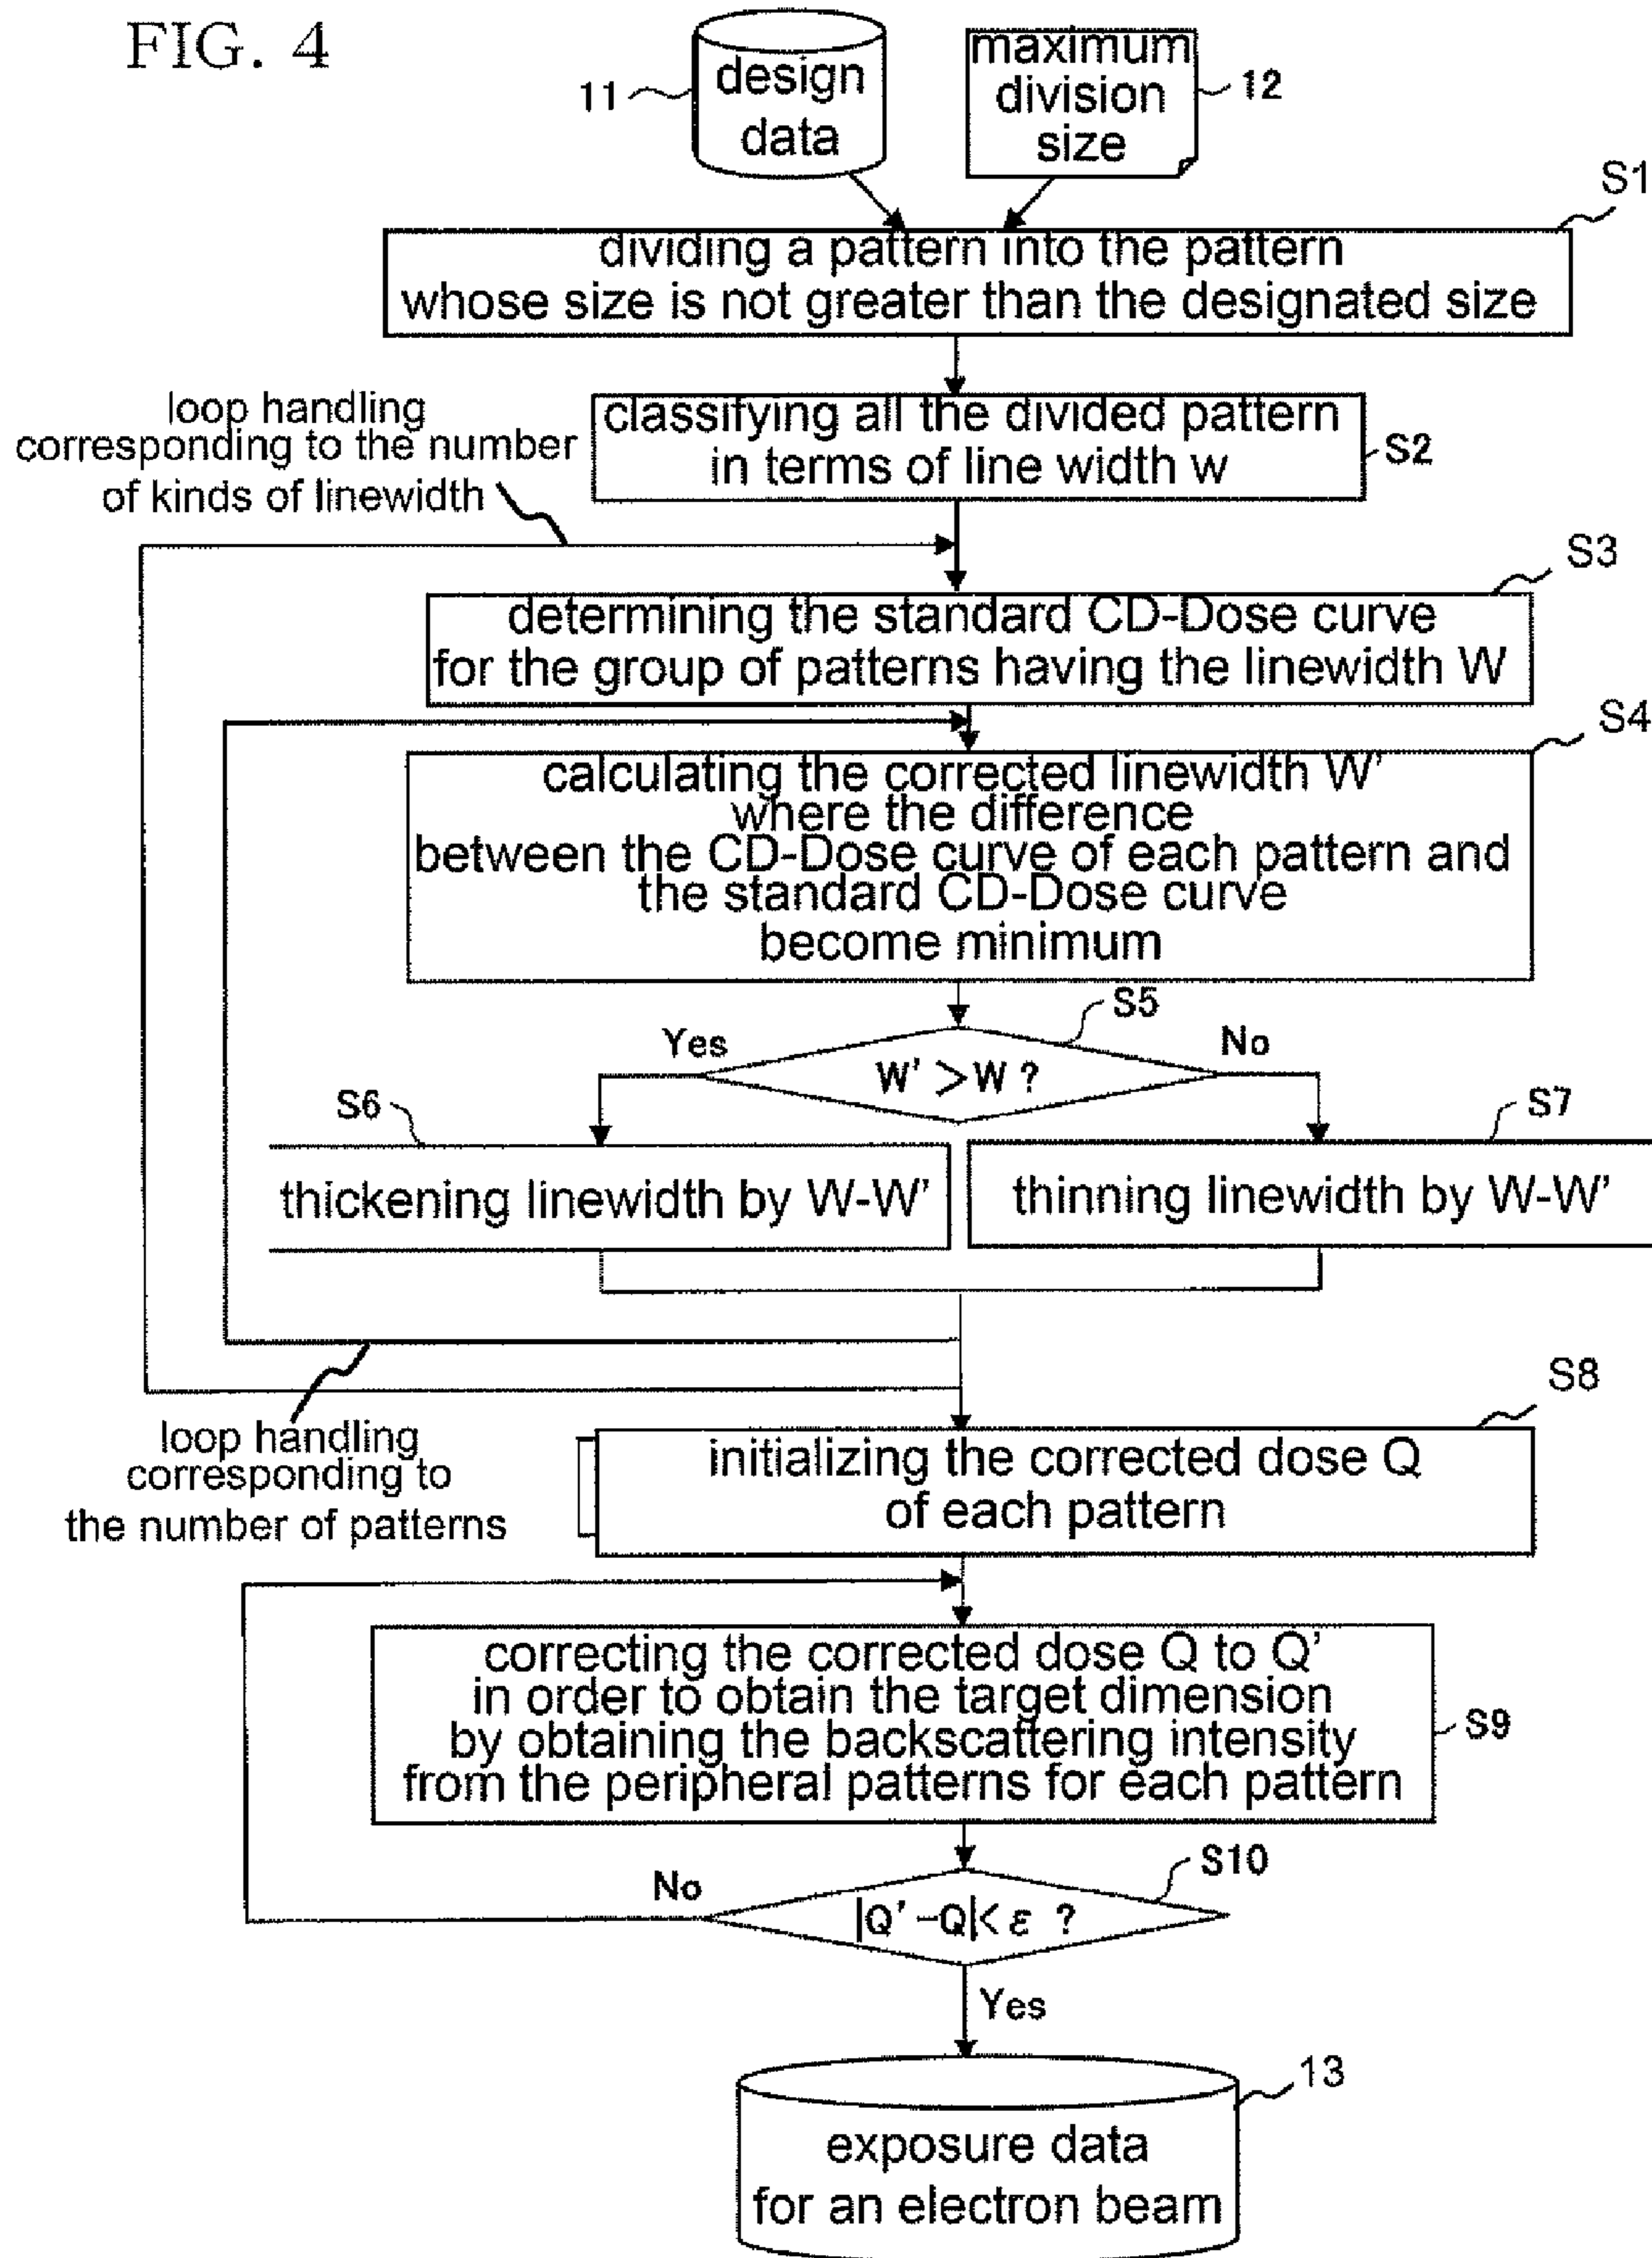 FIG. 4
design
data
11
maximum
division
size
12
S1
dividing a pattern into the pattern
whose size is not greater than the designated size
loop handling
corresponding to the number
of kinds of linewidth
classifying all the divided pattern
in terms of line width w
S2
S3
determining the standard CD-Dose curve
for the group of patterns having the linewidth W
S4
calculating the corrected linewidth W'
where the difference
between the CD-Dose curve of each pattern and
the standard CD-Dose curve
become minimum
S5
Yes
W' > W ?
No
S6
S7
thickening linewidth by W-W'
thinning linewidth by W-W'
S8
loop handling
corresponding to
the number of patterns
initializing the corrected dose Q
of each pattern
correcting the corrected dose Q to Q'
in order to obtain the target dimension
by obtaining the backscattering intensity
from the peripheral patterns for each pattern
S9
S10
No
|Q' -Q|< ε ?
Yes
13
exposure data
for an electron beam